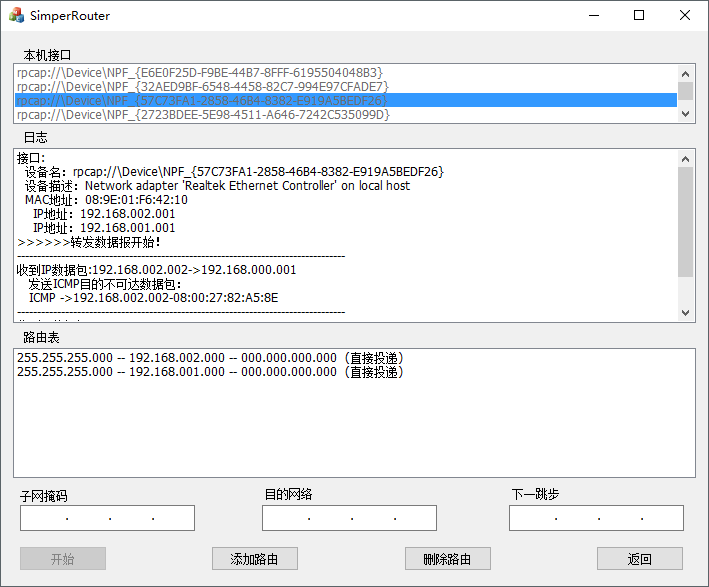 SimperRouter
本机接口
rpcap://\Device\NPF_{E6E0F25D-F9BE-44B7-8FFF-6195504048B3}
rpcap://\Device\NPF_{32AED9BF-6548-4458-82C7-994E97CFADE7}
rpcap://\Device\NPF_{57C73FA1-2858-46B4-8382-E919A5BEDF26}
rpcap://\Device\NPF_{2723BDEE-5E98-4511-A646-7242C535099D}
日志
接口:
设备名: rpcap://\Device\NPF_{57C73FA1-2858-46B4-8382-E919A5BEDF26}
设备描述: Network adapter 'Realtek Ethernet Controller' on local host
MAC地址: 08:9E:01:F6:42:10
IP地址: 192.168.002.001
IP地址: 192.168.001.001
>>>>>>转发数据报开始!
--------------------------------------------------------------------------------
收到IP数据包:192.168.002.002->192.168.000.001
发送ICMP目的不可达数据包:
ICMP ->192.168.002.002-08:00:27:82:A5:8E
--------------------------------------------------------------------------------
路由表
255.255.255.000 -- 192.168.002.000 -- 000.000.000.000（直接投递）
255.255.255.000 -- 192.168.001.000 -- 000.000.000.000（直接投递）
子网掩码 目的网络 下一跳步
. . . . . . . . .
开始 添加路由 删除路由 返回